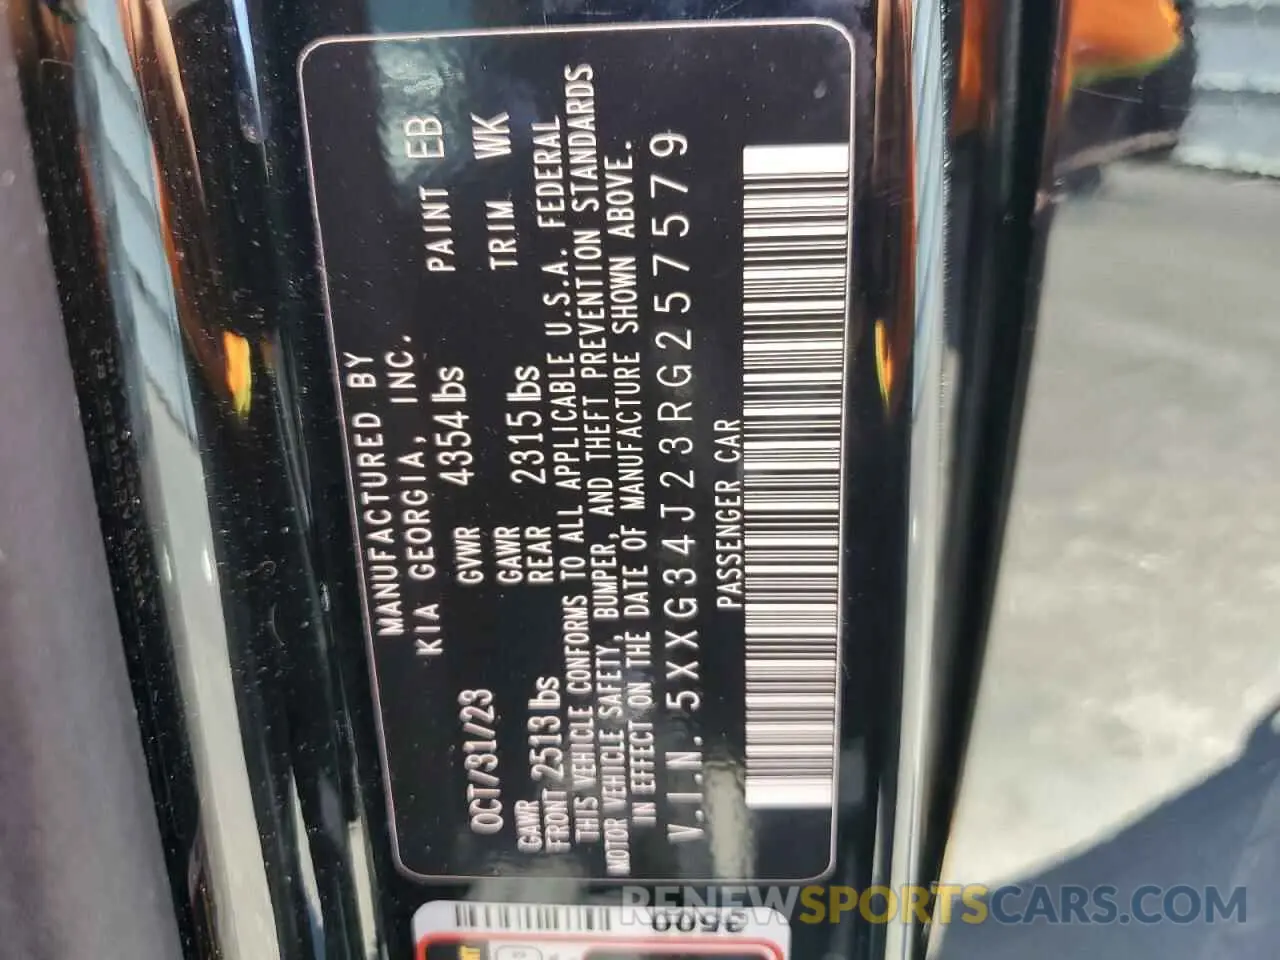 MANUFACTURED BY
KIA GEORGIA, INC.
OCT/31/23 GVWR 4354 lbs PAINT EB
GAWR FRONT 2513 lbs GAWR REAR 2315 lbs TRIM WK
THIS VEHICLE CONFORMS TO ALL APPLICABLE U.S.A. FEDERAL
MOTOR VEHICLE SAFETY, BUMPER, AND THEFT PREVENTION STANDARDS
IN EFFECT ON THE DATE OF MANUFACTURE SHOWN ABOVE.
V.I.N. 5XXG34J23RG257579
PASSENGER CAR
3500
RENEWSPORTSCARS.COM